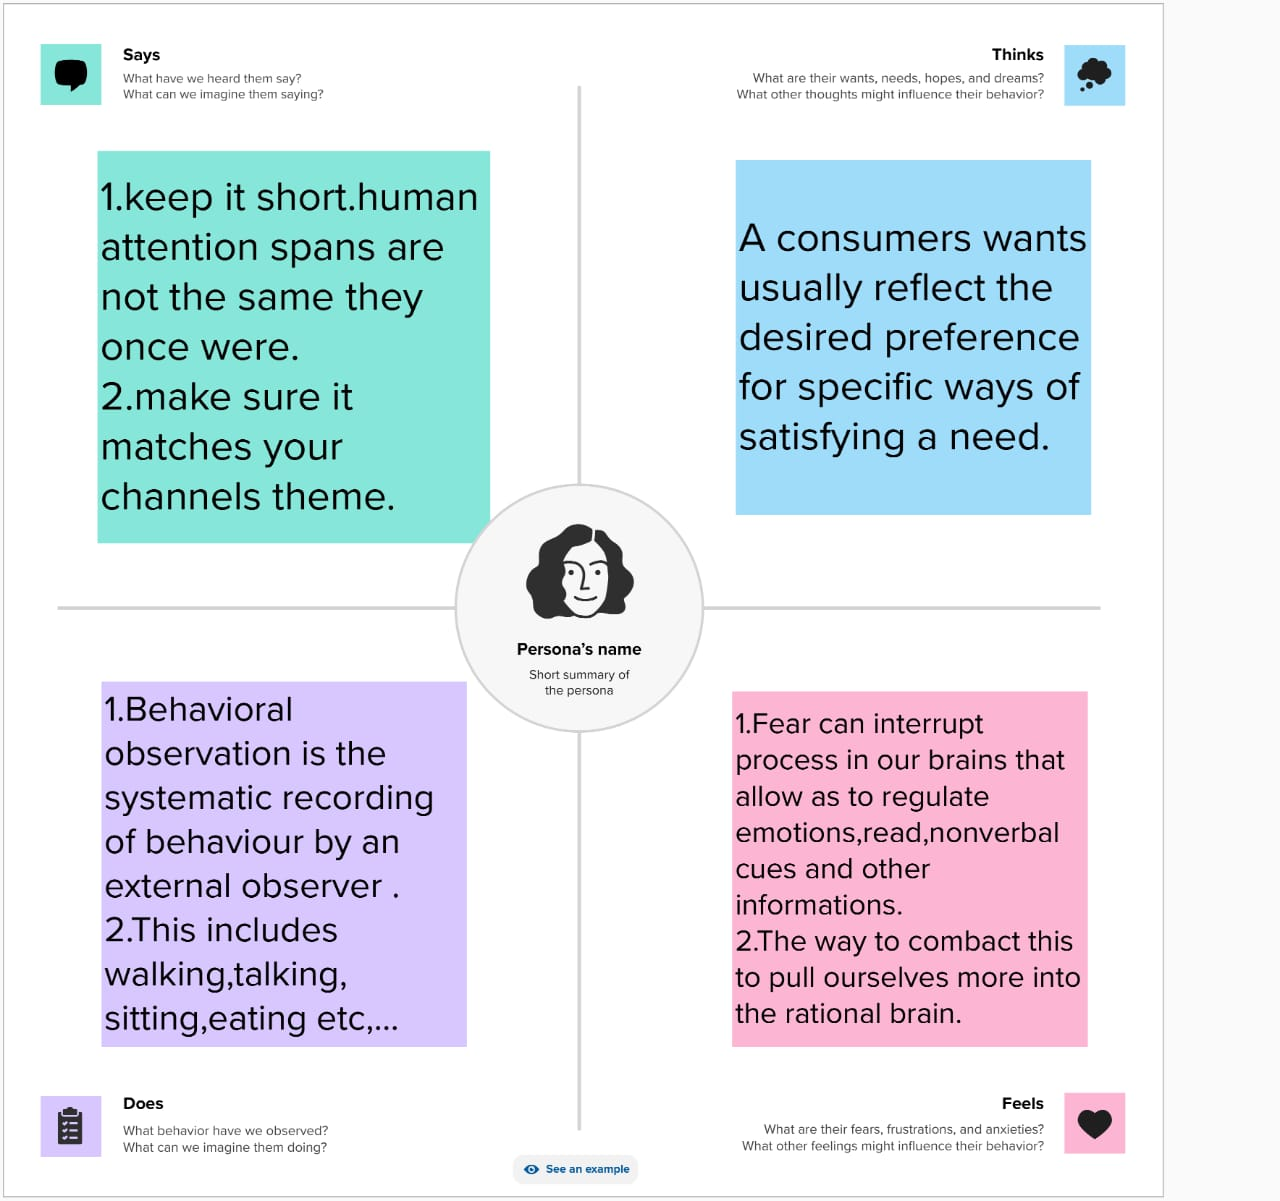 Says
What have we heard them say?
What can we imagine them saying?
Thinks
What are their wants, needs, hopes, and dreams?
What other thoughts might influence their behavior?
1.keep it short.human
attention spans are
not the same they
once were.
2.make sure it
matches your
channels theme.
A consumers wants
usually reflect the
desired preference
for specific ways of
satisfying a need.
Persona's name
Short summary of
the persona
1.Behavioral
observation is the
systematic recording
of behaviour by an
external observer .
2.This includes
walking,talking,
sitting,eating etc,...
1.Fear can interrupt
process in our brains that
allow as to regulate
emotions,read,nonverbal
cues and other
informations.
2.The way to combact this
to pull ourselves more into
the rational brain.
Does
What behavior have we observed?
What can we imagine them doing?
Feels
What are their fears, frustrations, and anxieties?
What other feelings might influence their behavior?
See an example